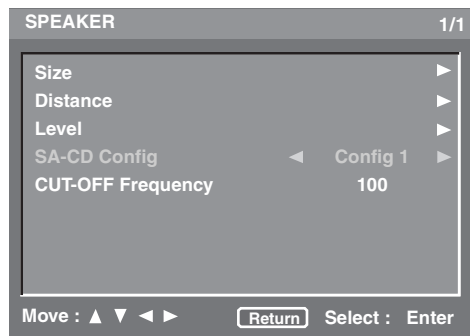 SPEAKER 1/1
Size ►
Distance ►
Level ►
SA-CD Config ◄ Config 1 ►
CUT-OFF Frequency 100
Move : ▲ ▼ ◄ ► Return Select : Enter